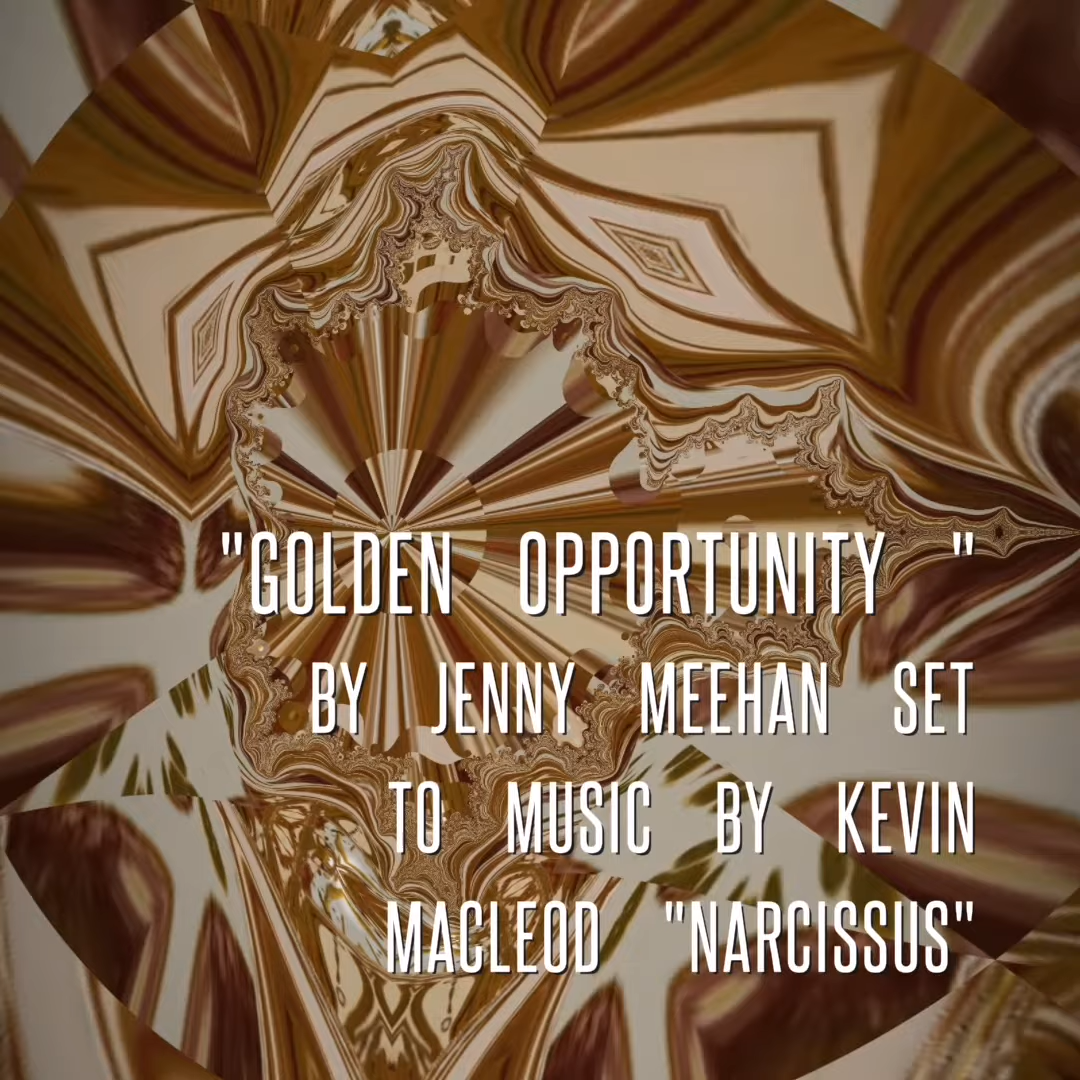 "GOLDEN OPPORTUNITY "
BY JENNY MEEHAN SET
TO MUSIC BY KEVIN
MACLEOD "NARCISSUS"